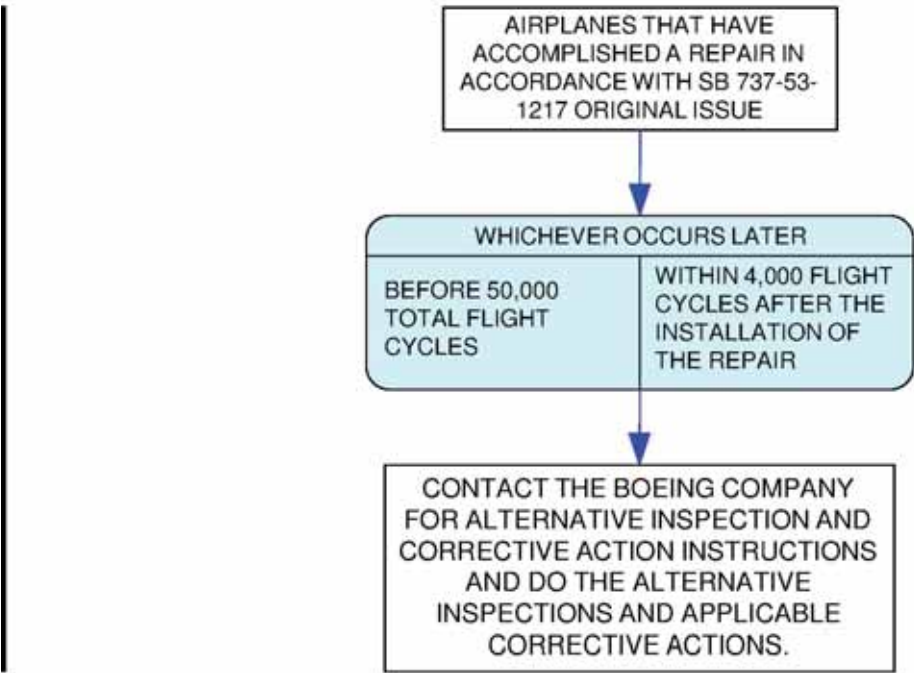 AIRPLANES THAT HAVE
ACCOMPLISHED A REPAIR IN
ACCORDANCE WITH SB 737-53-
1217 ORIGINAL ISSUE
WHICHEVER OCCURS LATER
BEFORE 50,000
TOTAL FLIGHT
CYCLES
WITHIN 4,000 FLIGHT
CYCLES AFTER THE
INSTALLATION OF
THE REPAIR
CONTACT THE BOEING COMPANY
FOR ALTERNATIVE INSPECTION AND
CORRECTIVE ACTION INSTRUCTIONS
AND DO THE ALTERNATIVE
INSPECTIONS AND APPLICABLE
CORRECTIVE ACTIONS.